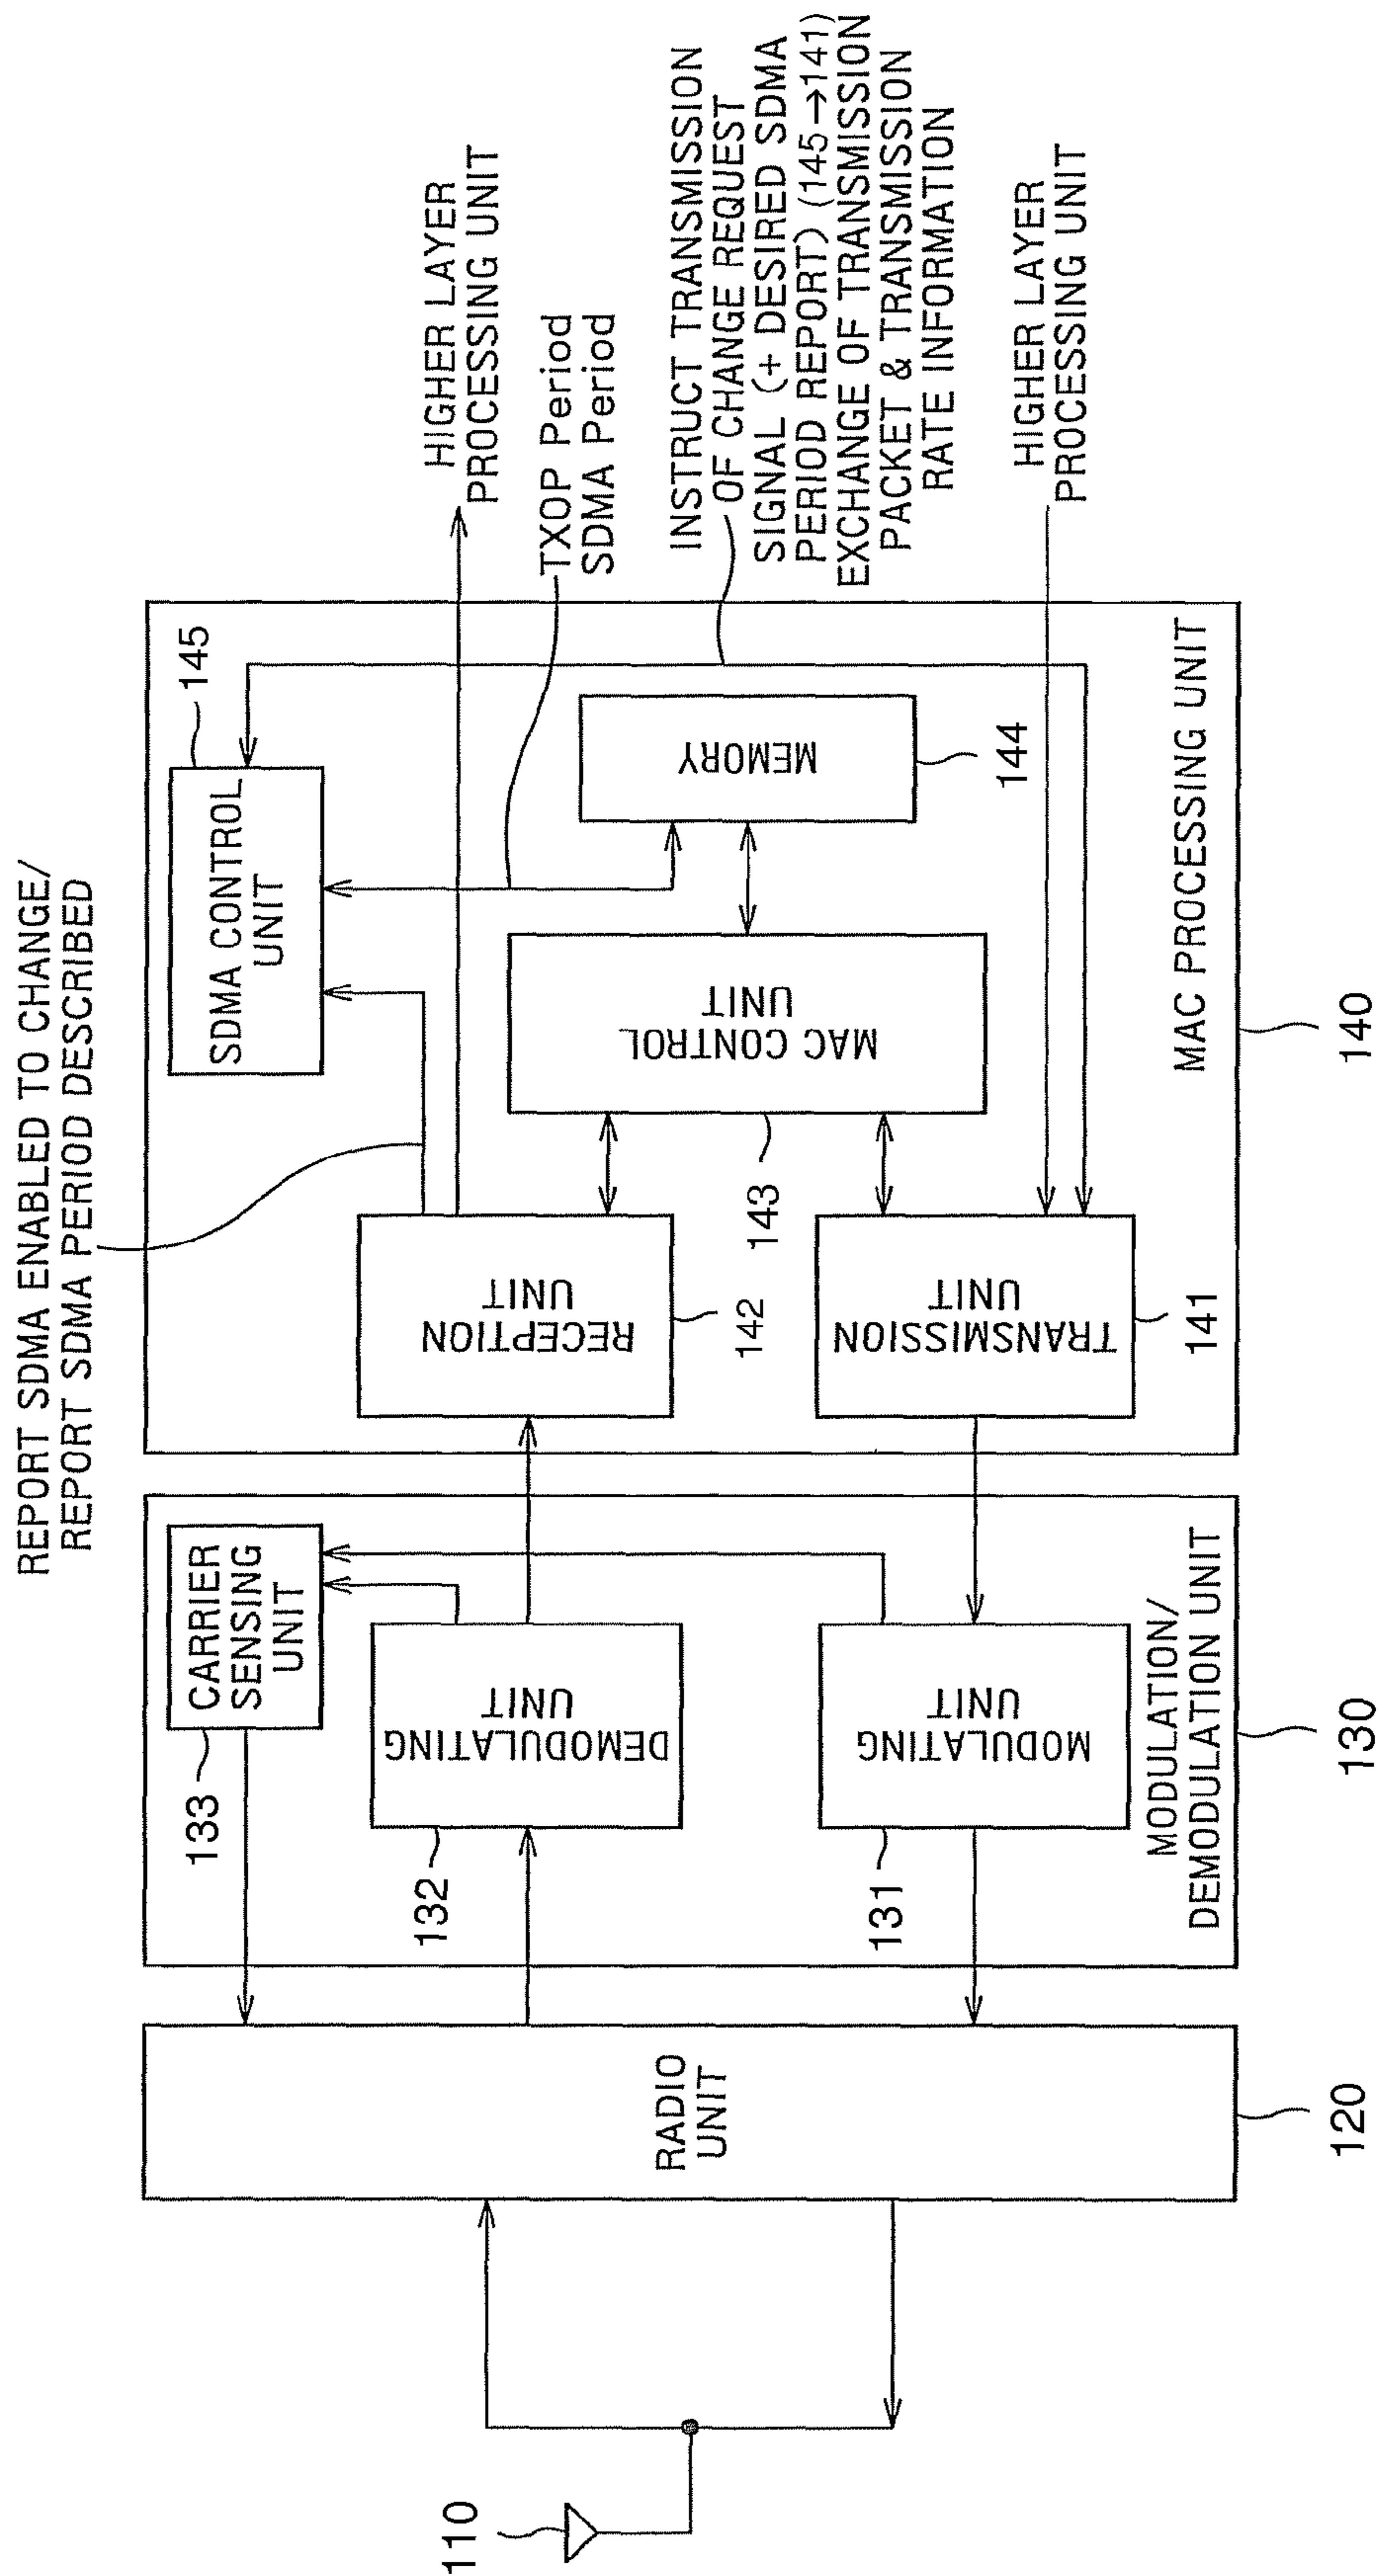 REPORT SDMA ENABLED TO CHANGE/
REPORT SDMA PERIOD DESCRIBED
110
RADIO
UNIT
120
133
CARRIER
SENSING
UNIT
132
DEMODULATING
UNIT
131
MODULATING
UNIT
MODULATION/
DEMODULATION UNIT
130
RECEPTION
UNIT
142
TRANSMISSION
UNIT
141
SDMA CONTROL
UNIT
145
MAC CONTROL
UNIT
143
MEMORY
144
MAC PROCESSING UNIT
140
HIGHER LAYER
PROCESSING UNIT
TXOP Period
SDMA Period
INSTRUCT TRANSMISSION
OF CHANGE REQUEST
SIGNAL (+ DESIRED SDMA
PERIOD REPORT) (145→141)
EXCHANGE OF TRANSMISSION
PACKET & TRANSMISSION
RATE INFORMATION
HIGHER LAYER
PROCESSING UNIT